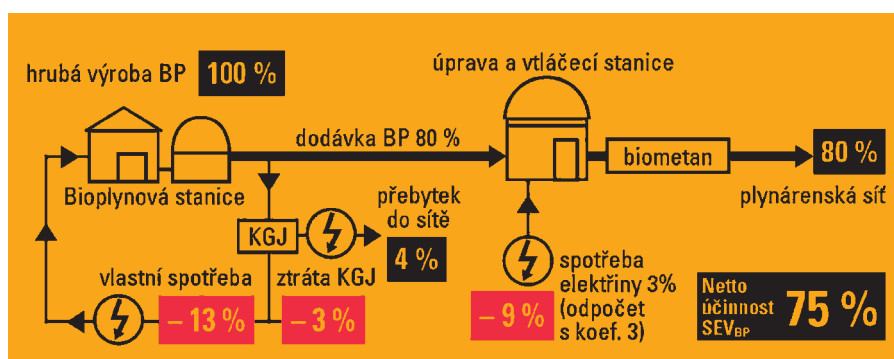 hrubá výroba BP 100 %
úprava a vtláčecí stanice
dodávka BP 80 %
biometan
80 %
Bioplynová stanice
plynárenská síť
přebytek
do sítě
KGJ
4 %
vlastní spotřeba
ztráta KGJ
– 13 %
– 3 %
– 9 %
spotřeba
elektřiny 3%
(odpočet
s koef. 3)
Netto
účinnost
SEVBP
75 %